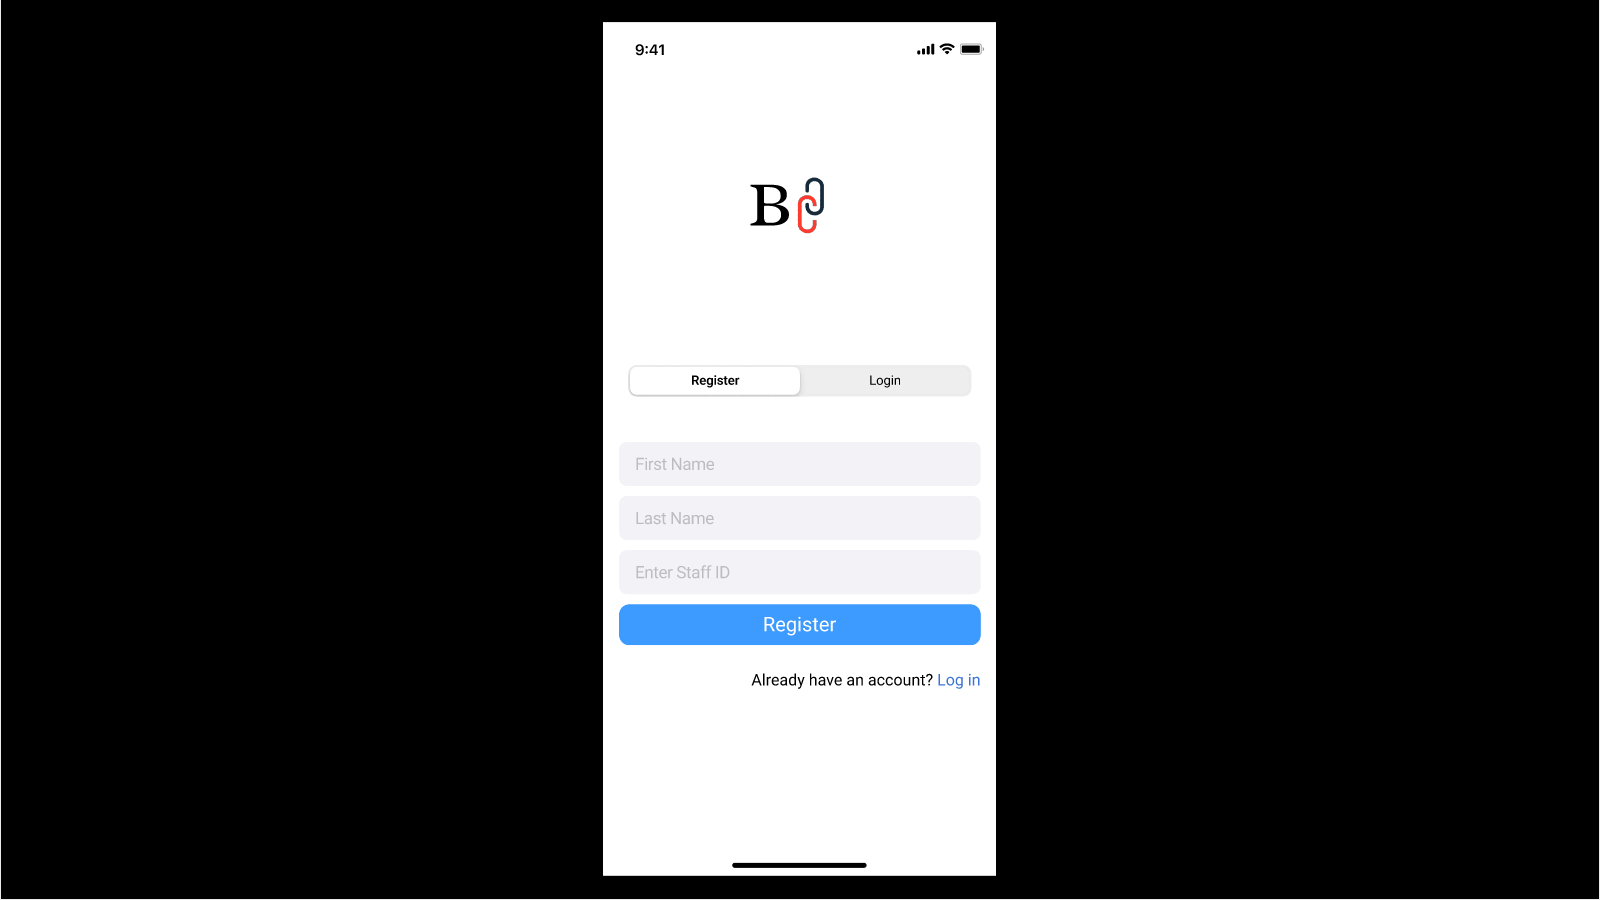 9:41
B
Register Login
First Name
Last Name
Enter Staff ID
Register
Already have an account? Log in